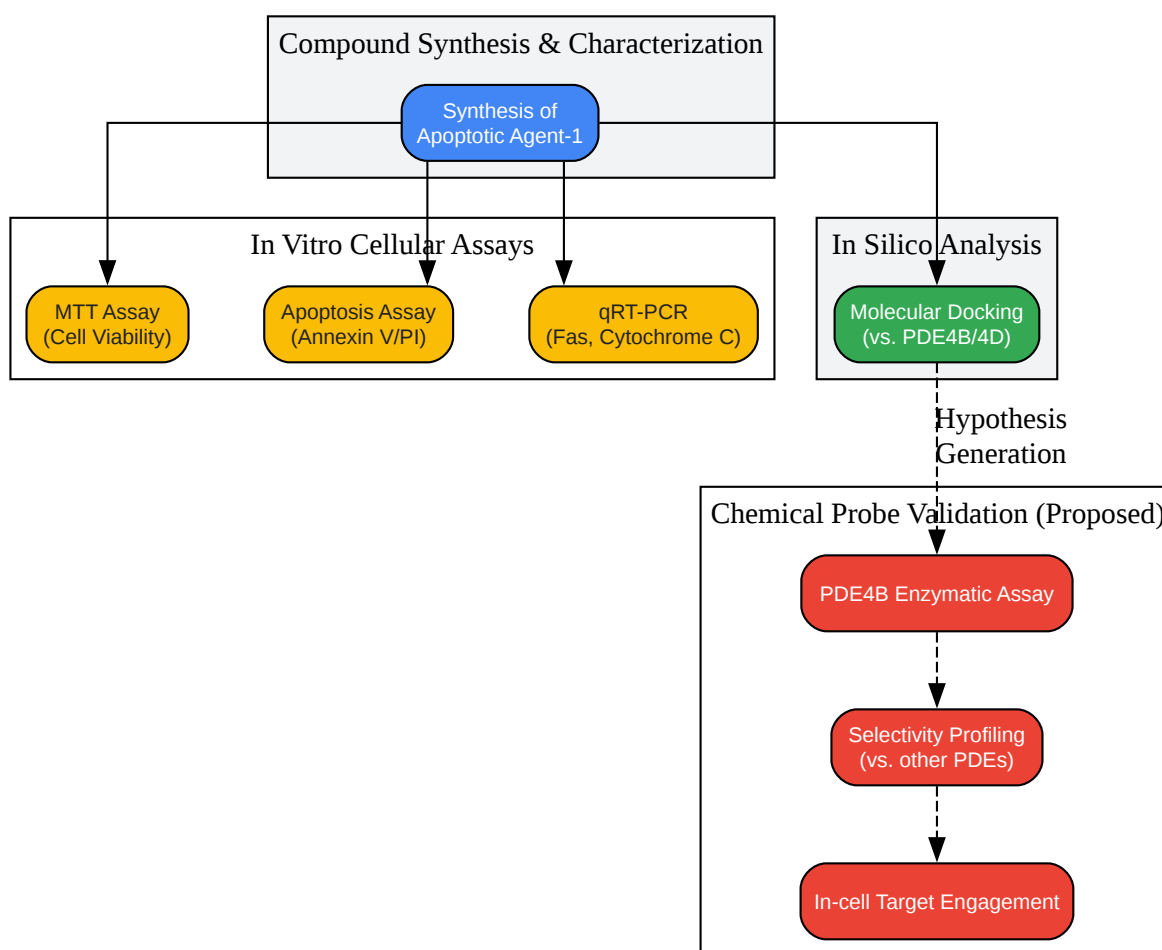 Compound Synthesis & Characterization
Synthesis of
Apoptotic Agent-1
In Vitro Cellular Assays
In Silico Analysis
MTT Assay
(Cell Viability)
Apoptosis Assay
(Annexin V/PI)
qRT-PCR
(Fas, Cytochrome C)
Molecular Docking
(vs. PDE4B/4D)
Hypothesis
Generation
Chemical Probe Validation (Proposed)
PDE4B Enzymatic Assay
Selectivity Profiling
(vs. other PDEs)
In-cell Target Engagement